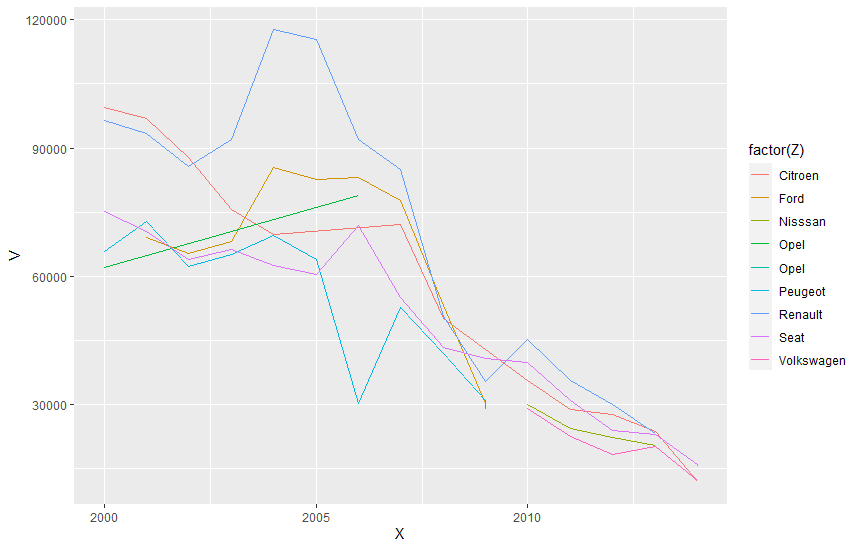 120000
90000
60000
30000
V
2000
2005
2010
X
factor(Z)
Citroen
Ford
Nisssan
Opel
Opel
Peugeot
Renault
Seat
Volkswagen